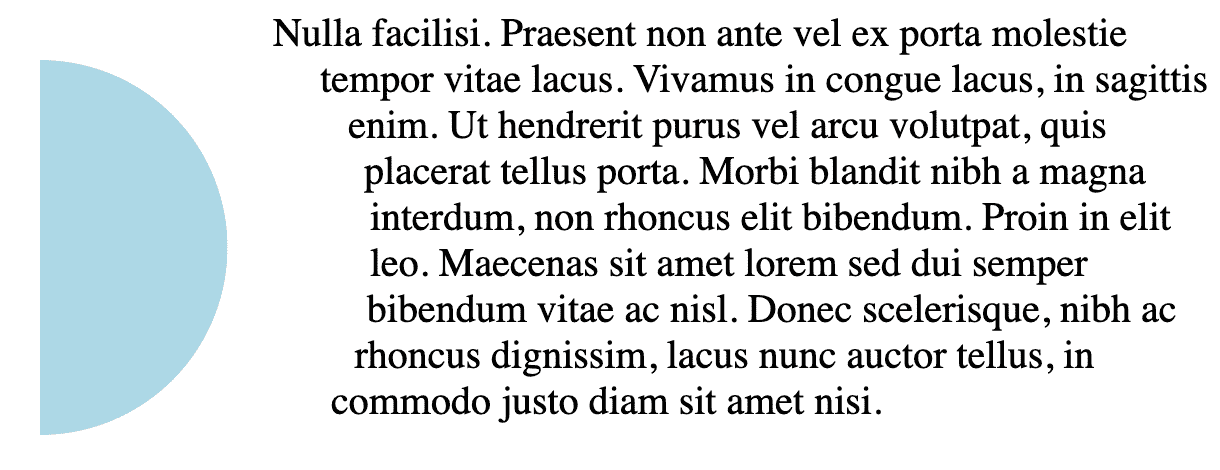 Nulla facilisi. Praesent non ante vel ex porta molestie
tempor vitae lacus. Vivamus in congue lacus, in sagittis
enim. Ut hendrerit purus vel arcu volutpat, quis
placerat tellus porta. Morbi blandit nibh a magna
interdum, non rhoncus elit bibendum. Proin in elit
leo. Maecenas sit amet lorem sed dui semper
bibendum vitae ac nisl. Donec scelerisque, nibh ac
rhoncus dignissim, lacus nunc auctor tellus, in
commodo justo diam sit amet nisi.